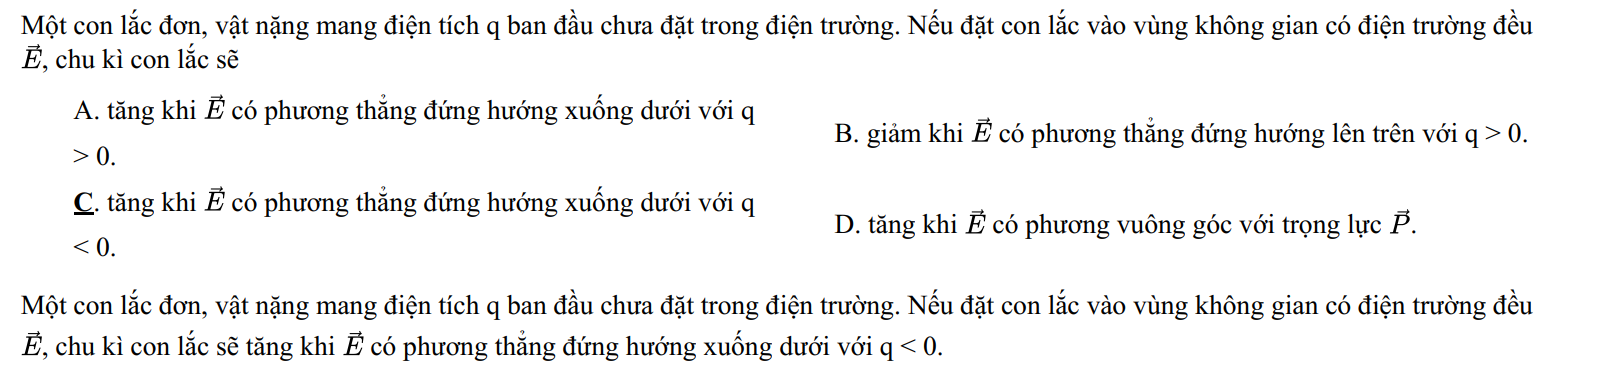 Một con lắc đơn, vật nặng mang điện tích q ban đầu chưa đặt trong điện trường. Nếu đặt con lắc vào vùng không gian có điện trường đều
$\vec{E}$, chu kì con lắc sẽ
A. tăng khi $\vec{E}$ có phương thẳng đứng hướng xuống dưới với q
> 0.
B. giảm khi $\vec{E}$ có phương thẳng đứng hướng lên trên với q > 0.
C. tăng khi $\vec{E}$ có phương thẳng đứng hướng xuống dưới với q
< 0.
D. tăng khi $\vec{E}$ có phương vuông góc với trọng lực $\vec{P}$.
Một con lắc đơn, vật nặng mang điện tích q ban đầu chưa đặt trong điện trường. Nếu đặt con lắc vào vùng không gian có điện trường đều
$\vec{E}$, chu kì con lắc sẽ tăng khi $\vec{E}$ có phương thẳng đứng hướng xuống dưới với q < 0.